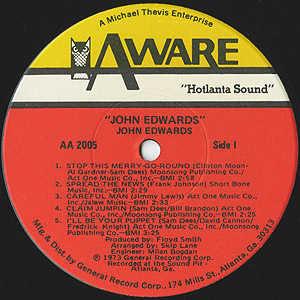 A Michael Thevis Enterprise
AWARE
"Hotlanta Sound"
"JOHN EDWARDS"
JOHN EDWARDS
AA 2005
Side I
1. STOP THIS MERRY-GO-ROUND (Clinton Moon-
Al Gardner-Sam Dees) Moonsong Publishing Co./
Act One Music Co., Inc.—BMI 2:58
2. SPREAD THE NEWS (Frank Johnson) Short Bone
Music, Inc.—BMI 2:29
3. CAREFUL MAN (Jimmy Lewis) Act One Music Co.,
Inc./Jalew Music—BMI 2:33
4. CLAIM JUMPIN (Sam Dees/Bill Brandon) Act One
Music Co., Inc./Moonsong Publishing Co.—BMI 3:25
5. I'LL BE YOUR PUPPET (Sam Dees/David Cannon/
Fredrick Knight) Act One Music Co., Inc./Moonsong
Publishing Co.—BMI 3:25
Produced by: Floyd Smith
Arranged by: Skip Lane
Engineer: Milan Bogdan
℗ 1973 General Recording Corp.
Recorded at the Sound Pit -
Atlanta, Ga.
Mfg. & Dist. by General Record Corp., 174 Mills St., Atlanta, Ga. 30313